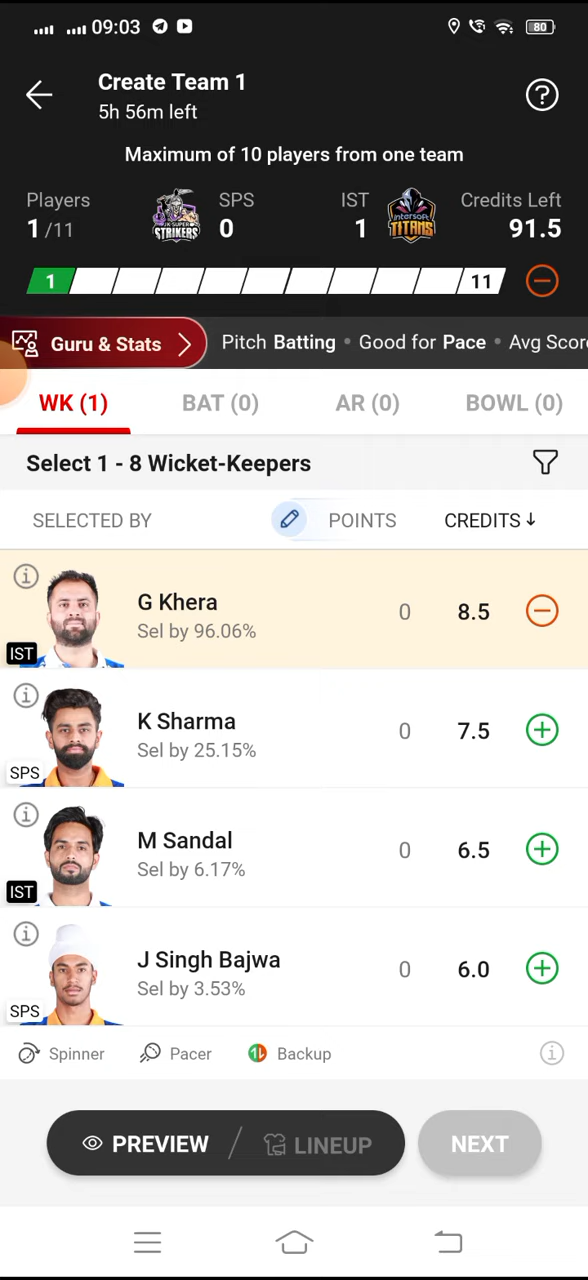 09:03
80
Create Team 1
5h 56m left
Maximum of 10 players from one team
Players
1/11
SPS
0
IST
1
Credits Left
91.5
STRIKERS
intersoft
TITANS
1
11
Guru & Stats
Pitch Batting • Good for Pace • Avg Scor
WK (1)
BAT (0)
AR (0)
BOWL (0)
Select 1 - 8 Wicket-Keepers
SELECTED BY
POINTS
CREDITS ↓
G Khera
Sel by 96.06%
0
8.5
IST
K Sharma
Sel by 25.15%
0
7.5
SPS
M Sandal
Sel by 6.17%
0
6.5
IST
J Singh Bajwa
Sel by 3.53%
0
6.0
SPS
Spinner
Pacer
Backup
PREVIEW / LINEUP
NEXT